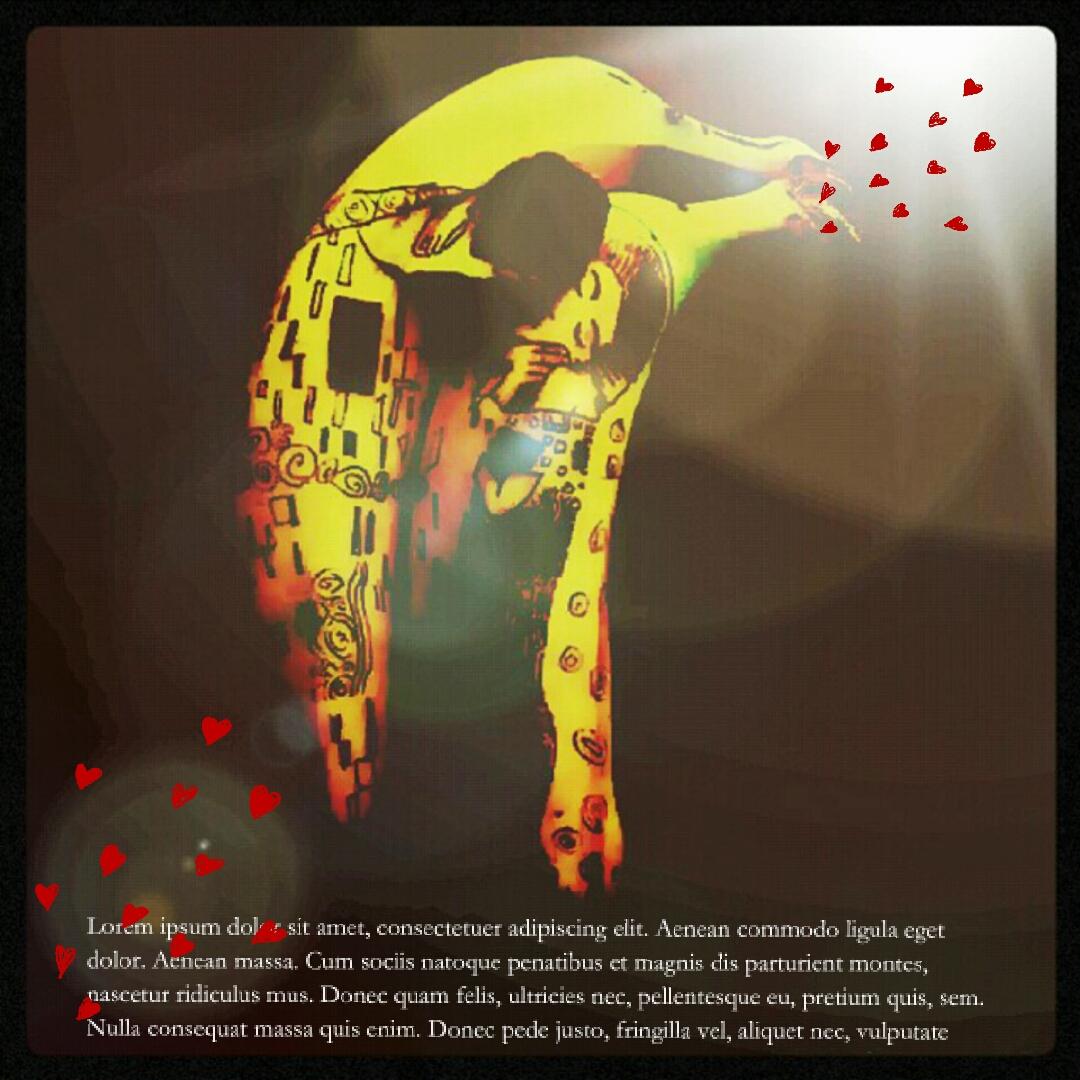 Lorem ipsum dolor sit amet, consectetuer adipiscing elit. Aenean commodo ligula eget
dolor. Aenean massa. Cum sociis natoque penatibus et magnis dis parturient montes,
nascetur ridiculus mus. Donec quam felis, ultricies nec, pellentesque eu, pretium quis, sem.
Nulla consequat massa quis enim. Donec pede justo, fringilla vel, aliquet nec, vulputate